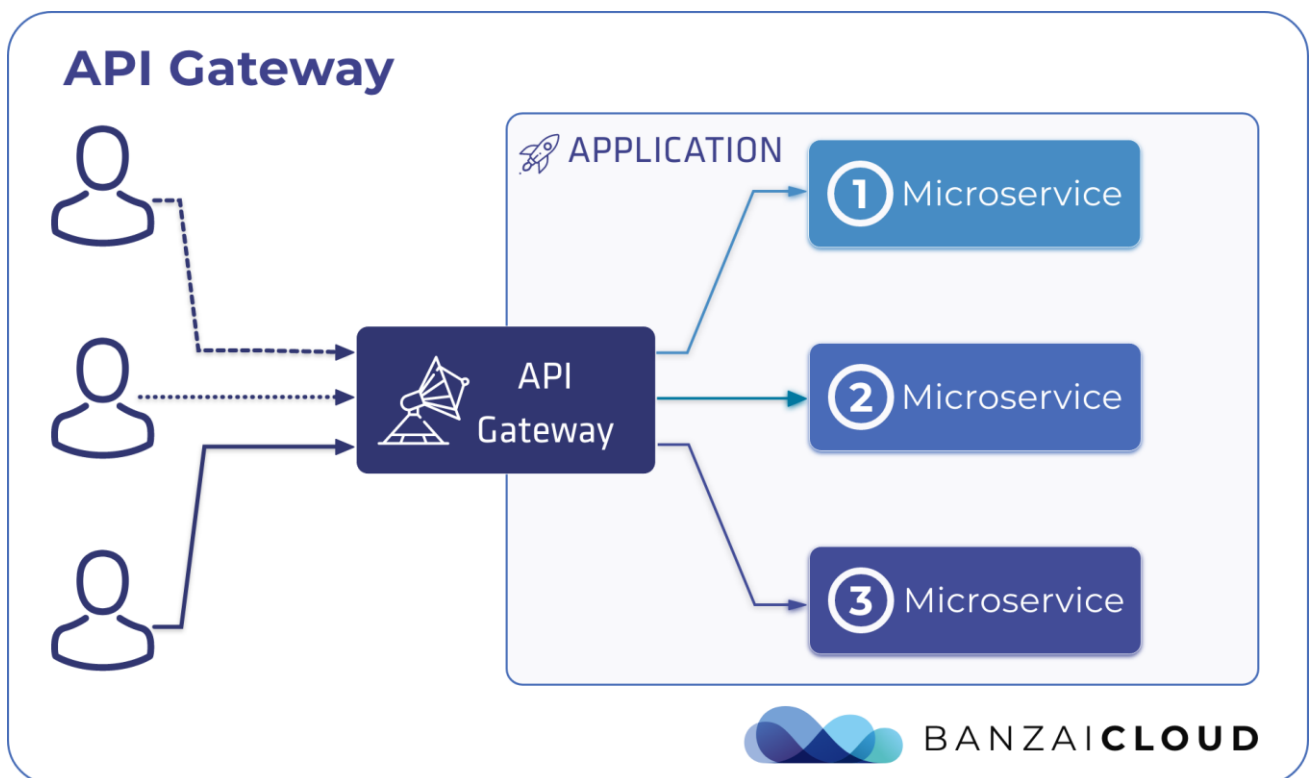 API Gateway
APPLICATION
1 Microservice
API
Gateway
2 Microservice
3 Microservice
BANZAICLOUD